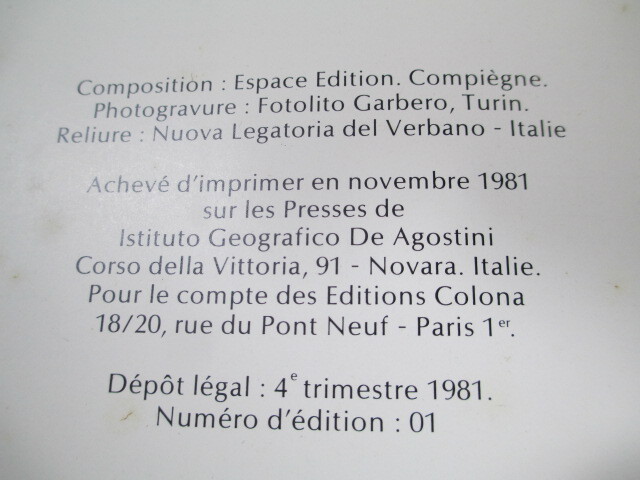 Composition : Espace Edition. Compiègne.
Photogravure : Fotolito Garbero, Turin.
Reliure : Nuova Legatoria del Verbano - Italie
Achevé d'imprimer en novembre 1981
sur les Presses de
Istituto Geografico De Agostini
Corso della Vittoria, 91 - Novara. Italie.
Pour le compte des Editions Colona
18/20, rue du Pont Neuf - Paris 1er.
Dépôt légal : 4e trimestre 1981.
Numéro d'édition : 01